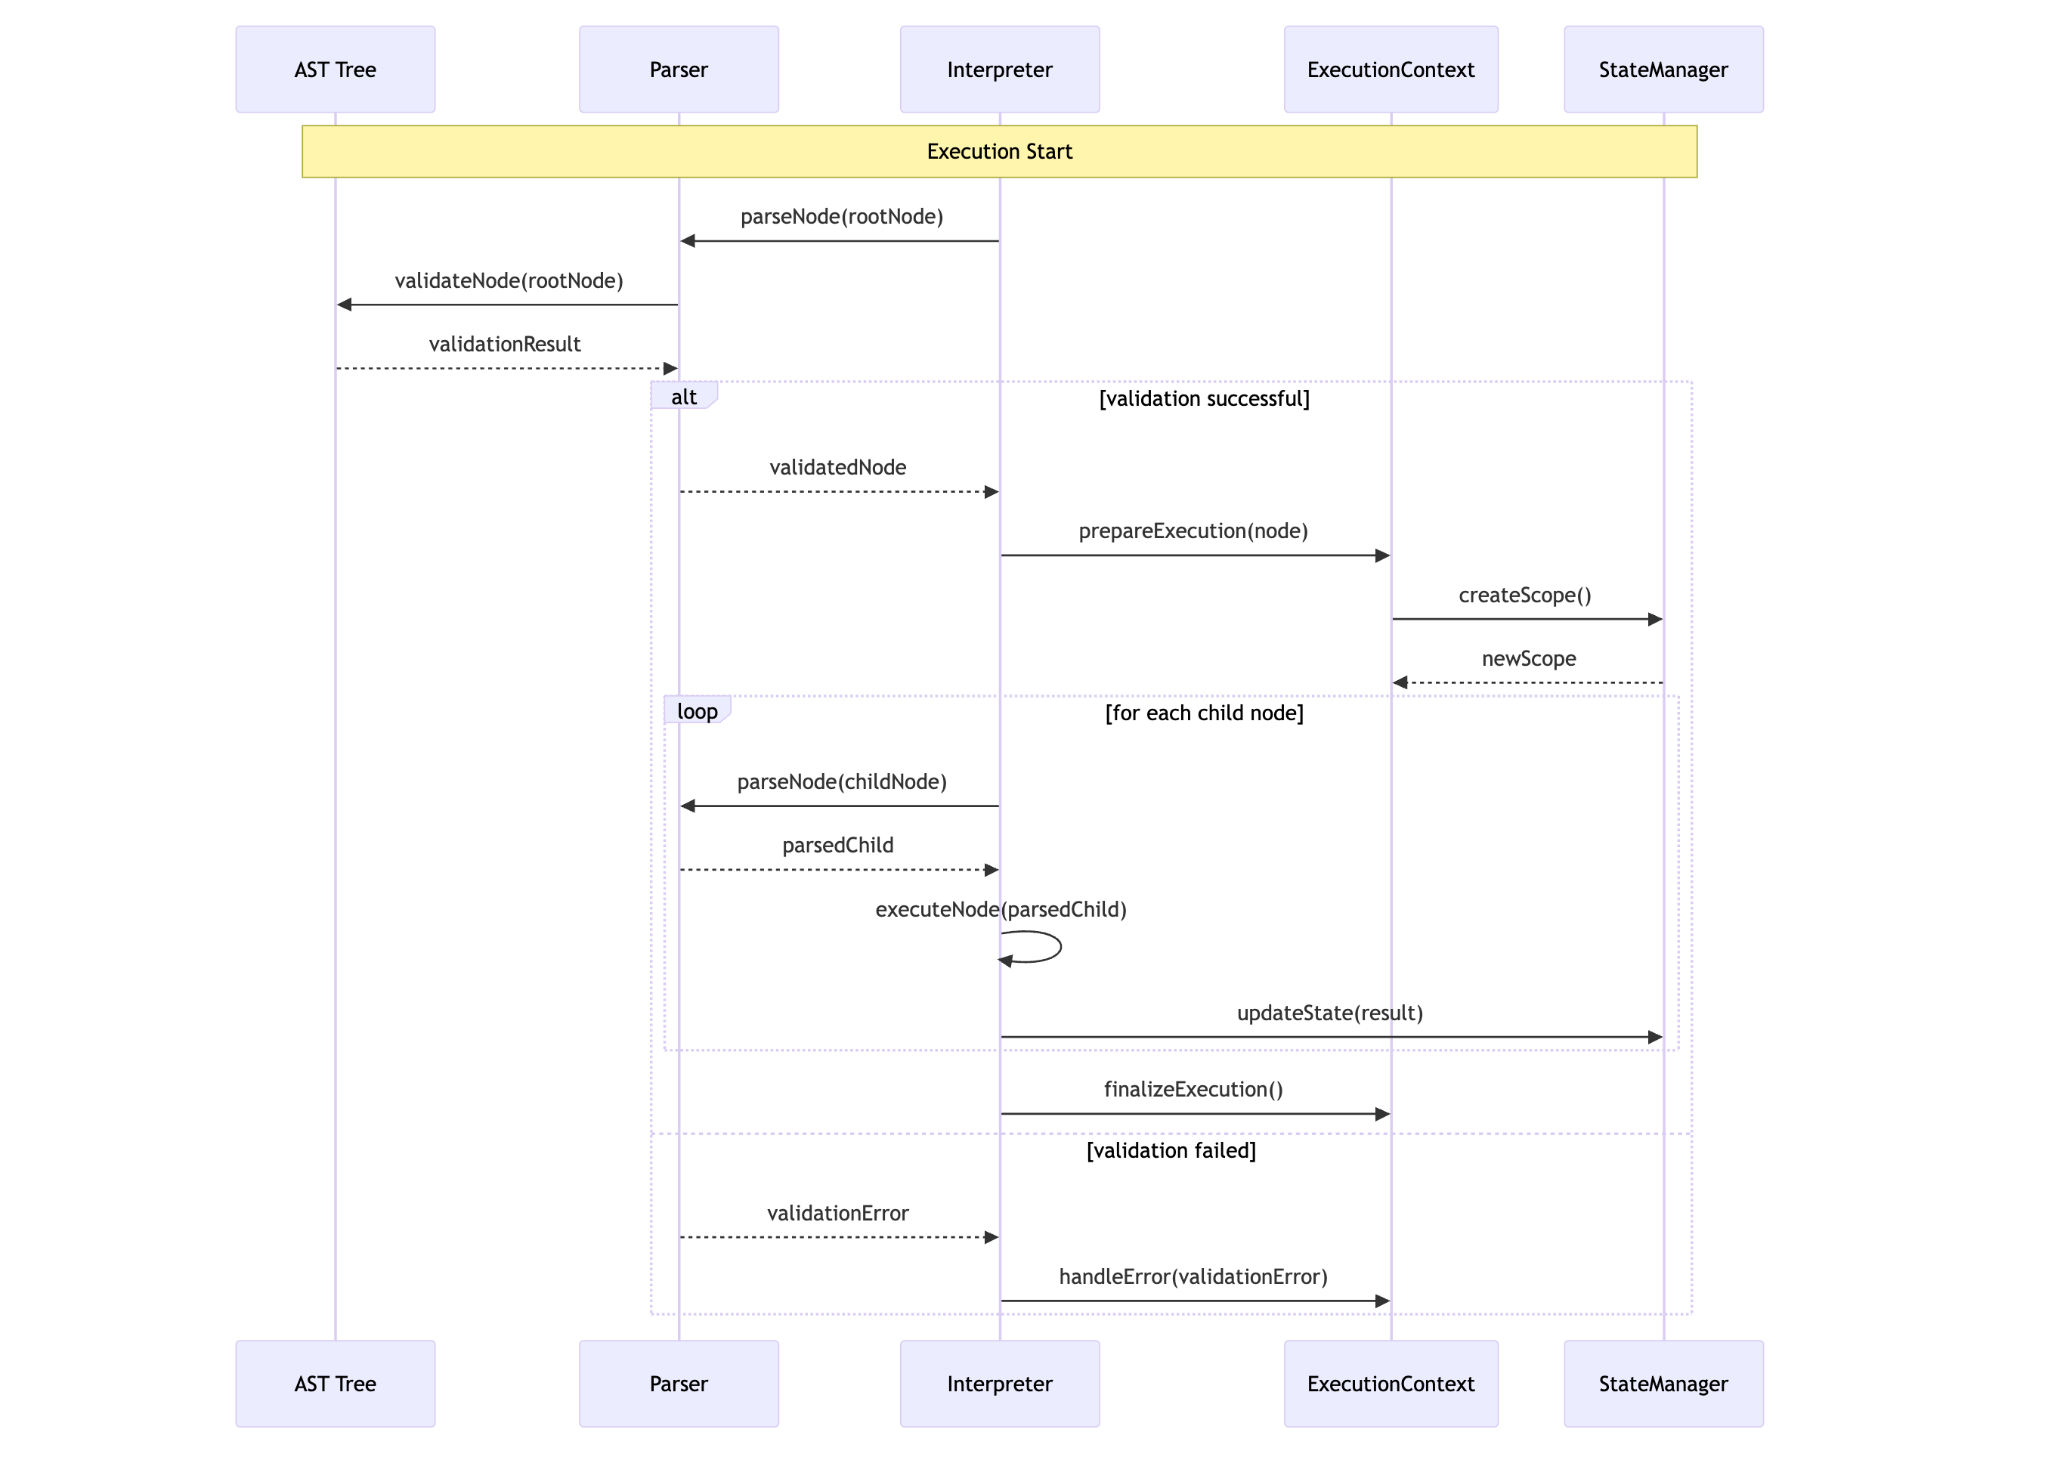 AST Tree
Parser
Interpreter
ExecutionContext
StateManager
Execution Start
parseNode(rootNode)
validateNode(rootNode)
validationResult
alt
[validation successful]
validatedNode
prepareExecution(node)
createScope()
newScope
loop
[for each child node]
parseNode(childNode)
parsedChild
executeNode(parsedChild)
updateState(result)
finalizeExecution()
[validation failed]
validationError
handleError(validationError)
AST Tree
Parser
Interpreter
ExecutionContext
StateManager